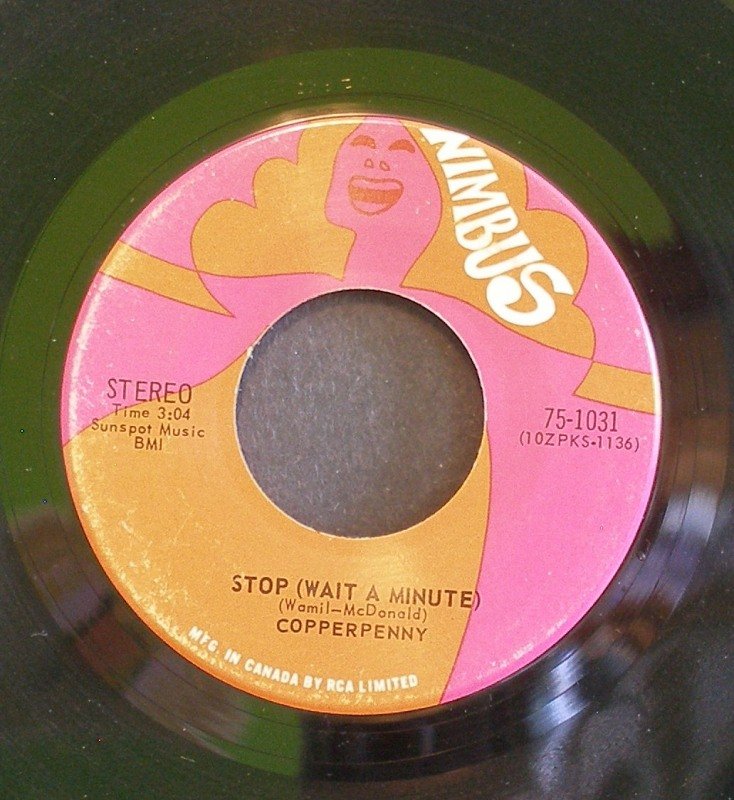 NIMBUS
STEREO
Time 3:04
Sunspot Music
BMI
75-1031
(10ZPKS-1136)
STOP (WAIT A MINUTE)
(Wamil-McDonald)
COPPERPENNY
MFG. IN CANADA BY RCA LIMITED